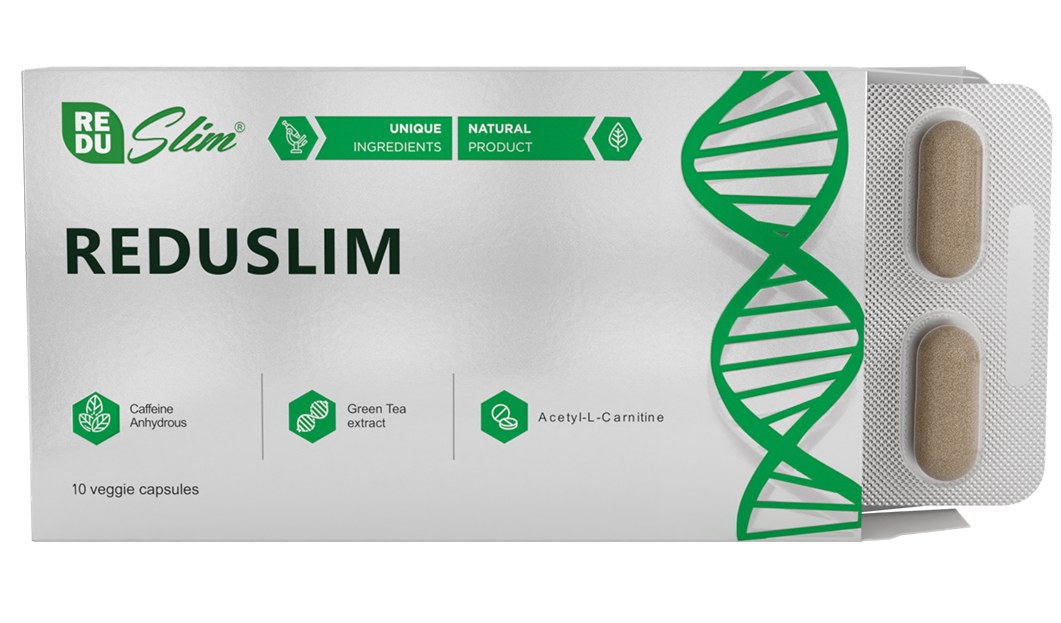 RE
DU
Slim®
UNIQUE
INGREDIENTS
NATURAL
PRODUCT
REDUSLIM
Caffeine
Anhydrous
Green Tea
extract
Acetyl-L-Carnitine
10 veggie capsules